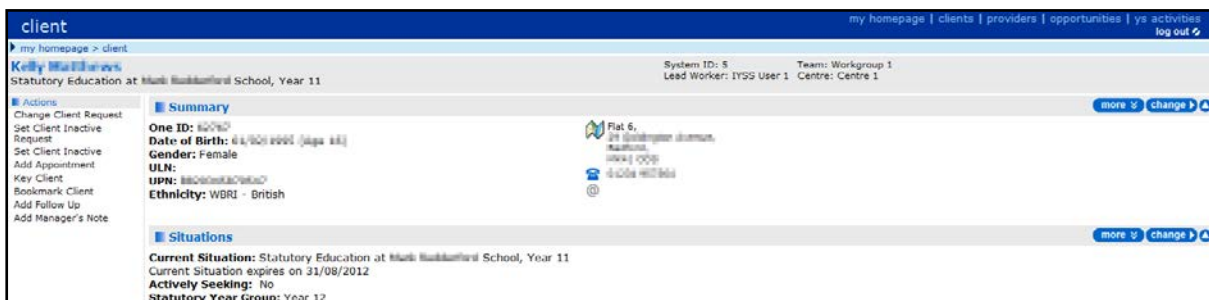 client
my homepage | clients | providers | opportunities | ys activities
log out
my homepage > client
Statutory Education at School, Year 11
System ID: 5 Team: Workgroup 1
Lead Worker: IYSS User 1 Centre: Centre 1
Actions
Change Client Request
Set Client Inactive
Request
Set Client Inactive
Add Appointment
Key Client
Bookmark Client
Add Follow Up
Add Manager's Note
Summary
more change
One ID:
Date of Birth:
Gender: Female
ULN:
UPN:
Ethnicity: WBRI - British
Flat 6,
@
Situations
more change
Current Situation: Statutory Education at School, Year 11
Current Situation expires on 31/08/2012
Actively Seeking: No
Statutory Year Group: Year 12